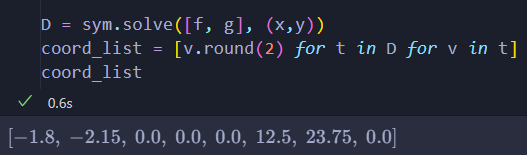 D = sym.solve([f, g], (x,y))
coord_list = [v.round(2) for t in D for v in t]
coord_list
✓ 0.6s
[−1.8, −2.15, 0.0, 0.0, 0.0, 12.5, 23.75, 0.0]